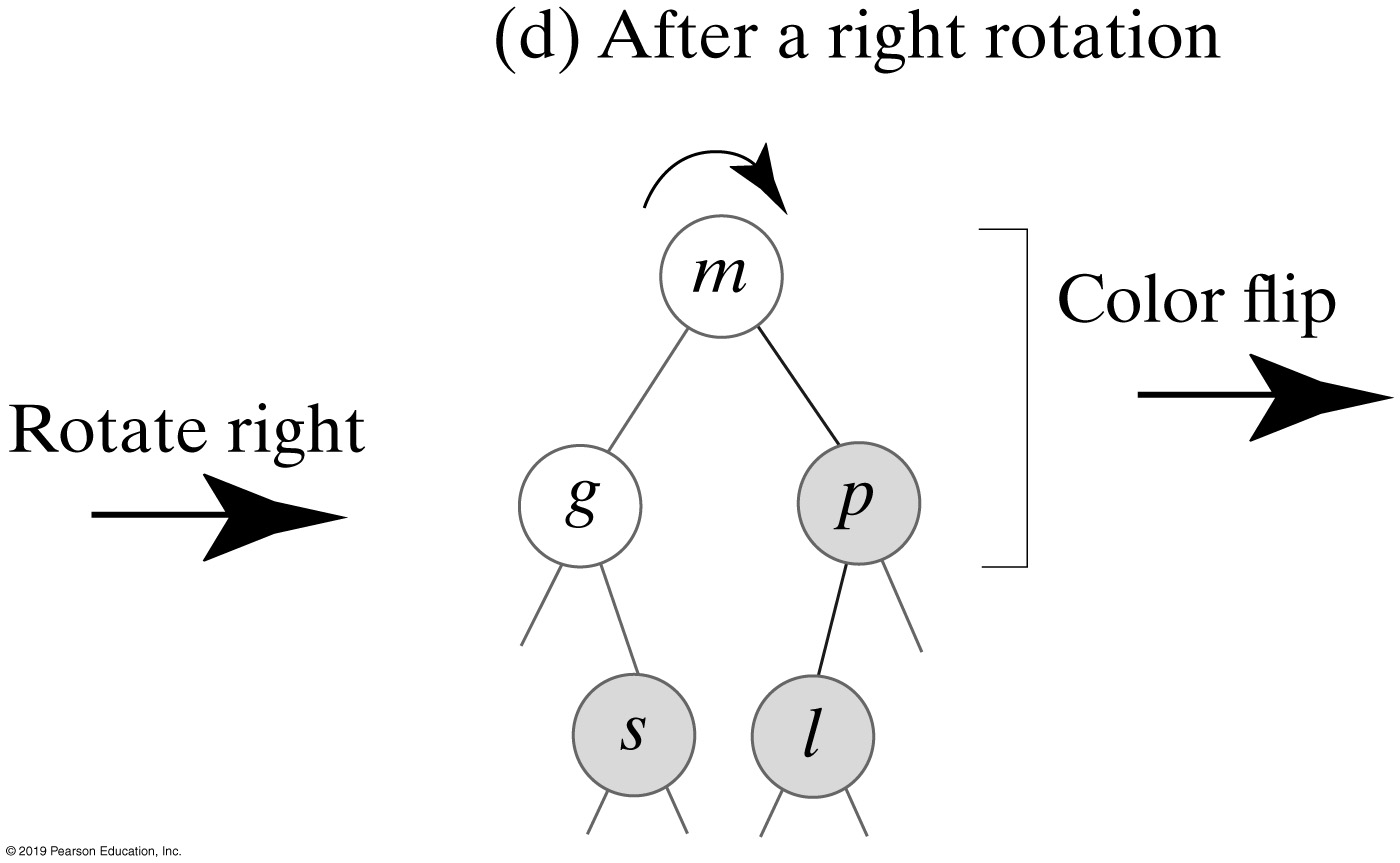 (d) After a right rotation
m
Color flip
Rotate right
g
p
s
l
© 2019 Pearson Education, Inc.